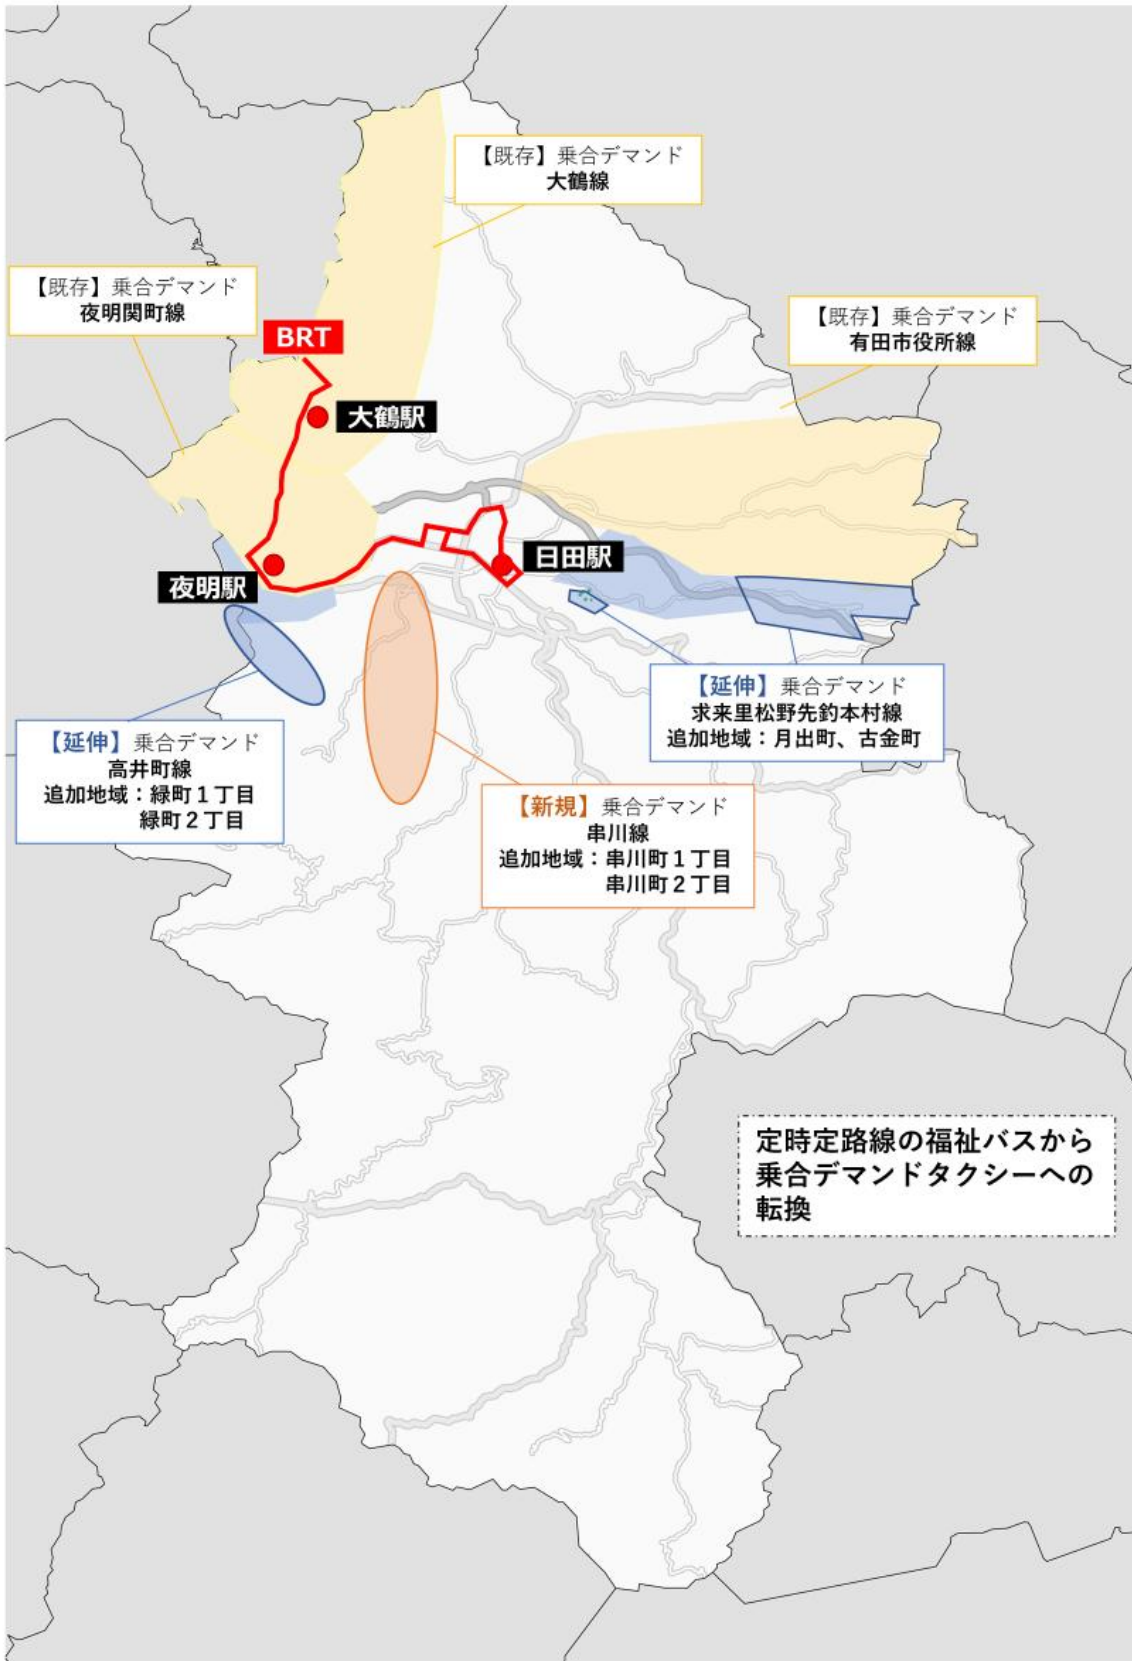 【既存】乗合デマンド
大鶴線
【既存】乗合デマンド
夜明関町線
【既存】乗合デマンド
有田市役所線
BRT
大鶴駅
日田駅
夜明駅
【延伸】乗合デマンド
求来里松野先釣本村線
追加地域：月出町、古金町
【延伸】乗合デマンド
高井町線
追加地域：緑町１丁目
緑町２丁目
【新規】乗合デマンド
串川線
追加地域：串川町１丁目
串川町２丁目
定時定路線の福祉バスから
乗合デマンドタクシーへの
転換